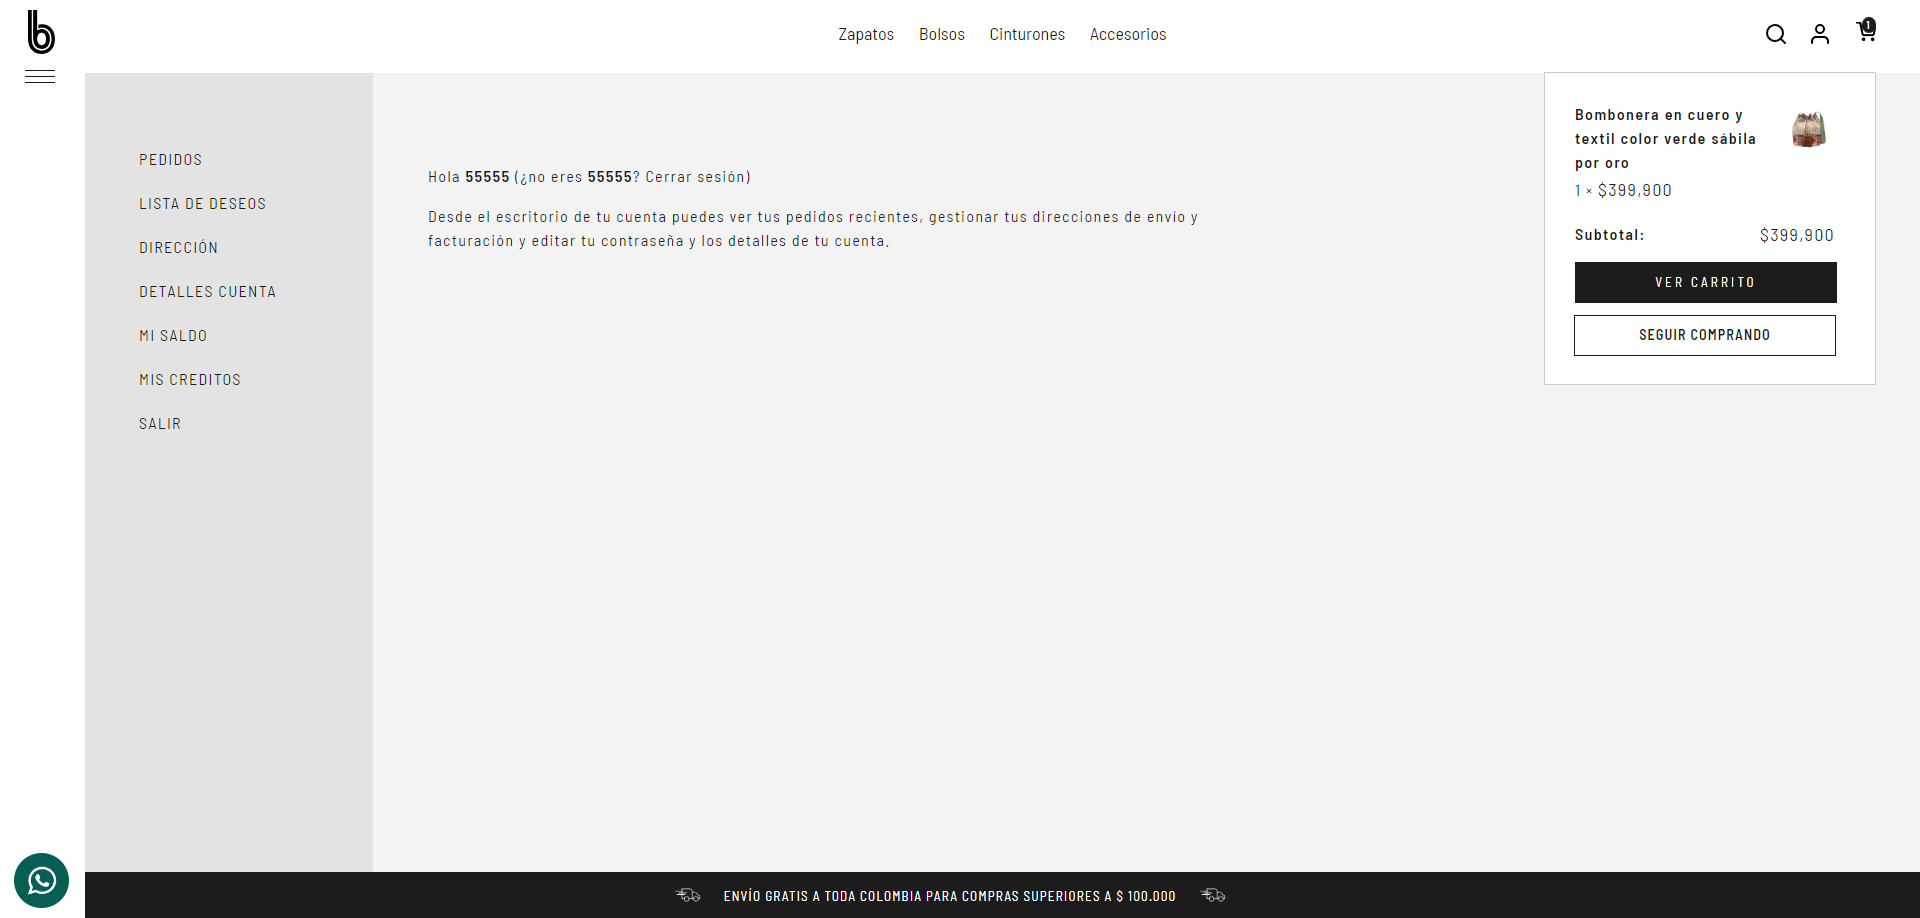 b
Zapatos Bolsos Cinturones Accesorios
1
PEDIDOS
LISTA DE DESEOS
DIRECCIÓN
DETALLES CUENTA
MI SALDO
MIS CREDITOS
SALIR
Hola 55555 (¿no eres 55555? Cerrar sesión)
Desde el escritorio de tu cuenta puedes ver tus pedidos recientes, gestionar tus direcciones de envío y
facturación y editar tu contraseña y los detalles de tu cuenta.
Bombonera en cuero y
textil color verde sábila
por oro
1 × $399,900
Subtotal: $399,900
VER CARRITO
SEGUIR COMPRANDO
ENVÍO GRATIS A TODA COLOMBIA PARA COMPRAS SUPERIORES A $ 100.000